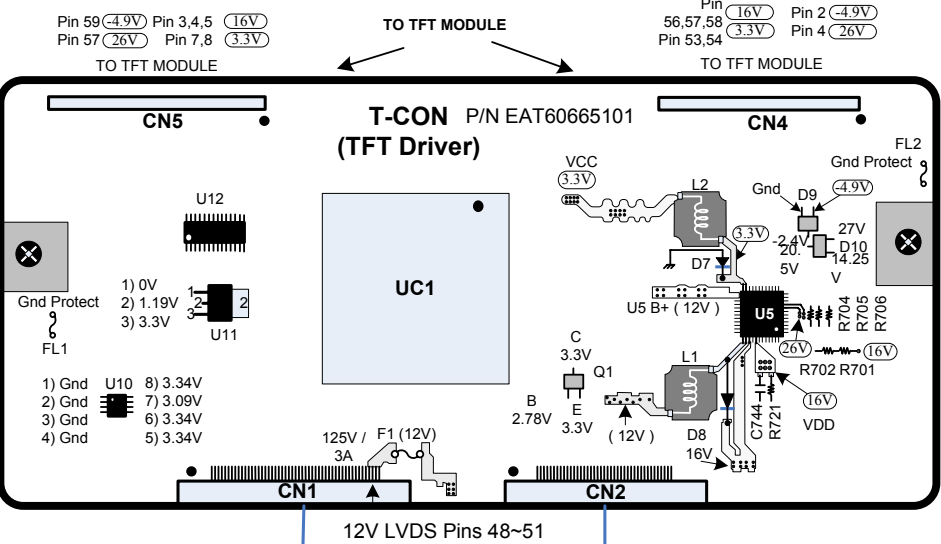 Pin 59 -4.9V Pin 3,4,5 16V
Pin 57 26V Pin 7,8 3.3V
TO TFT MODULE
TO TFT MODULE
Pin
56,57,58 16V Pin 2 -4.9V
Pin 53,54 3.3V Pin 4 26V
TO TFT MODULE
CN5
T-CON P/N EAT60665101
(TFT Driver)
CN4
FL2
Gnd Protect
VCC
3.3V
L2
Gnd D9 -4.9V
U12
27V
-2.4V D10
20.
5V
14.25
V
3.3V
D7
1) 0V
2) 1.19V
3) 3.3V
1
2
3
2
U11
Gnd Protect
FL1
UC1
U5 B+ ( 12V )
U5
R704
R705
R706
26V
16V
R702 R701
C
3.3V
Q1
B
2.78V
E
3.3V
L1
( 12V )
D8
16V
C744
R721
16V
VDD
1) Gnd
2) Gnd
3) Gnd
4) Gnd
U10
8) 3.34V
7) 3.09V
6) 3.34V
5) 3.34V
125V /
3A
F1 (12V)
CN1
CN2
12V LVDS Pins 48~51